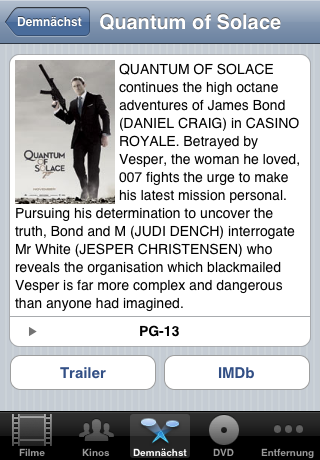 Demnächst
Quantum of Solace
QUANTUM OF SOLACE
continues the high octane
adventures of James Bond
(DANIEL CRAIG) in CASINO
ROYALE. Betrayed by
Vesper, the woman he loved,
007 fights the urge to make
his latest mission personal.
Pursuing his determination to uncover the
truth, Bond and M (JUDI DENCH) interrogate
Mr White (JESPER CHRISTENSEN) who
reveals the organisation which blackmailed
Vesper is far more complex and dangerous
than anyone had imagined.
QUANTUM
OF SOLACE
PG-13
Trailer
IMDb
Filme
Kinos
Demnächst
DVD
Entfernung